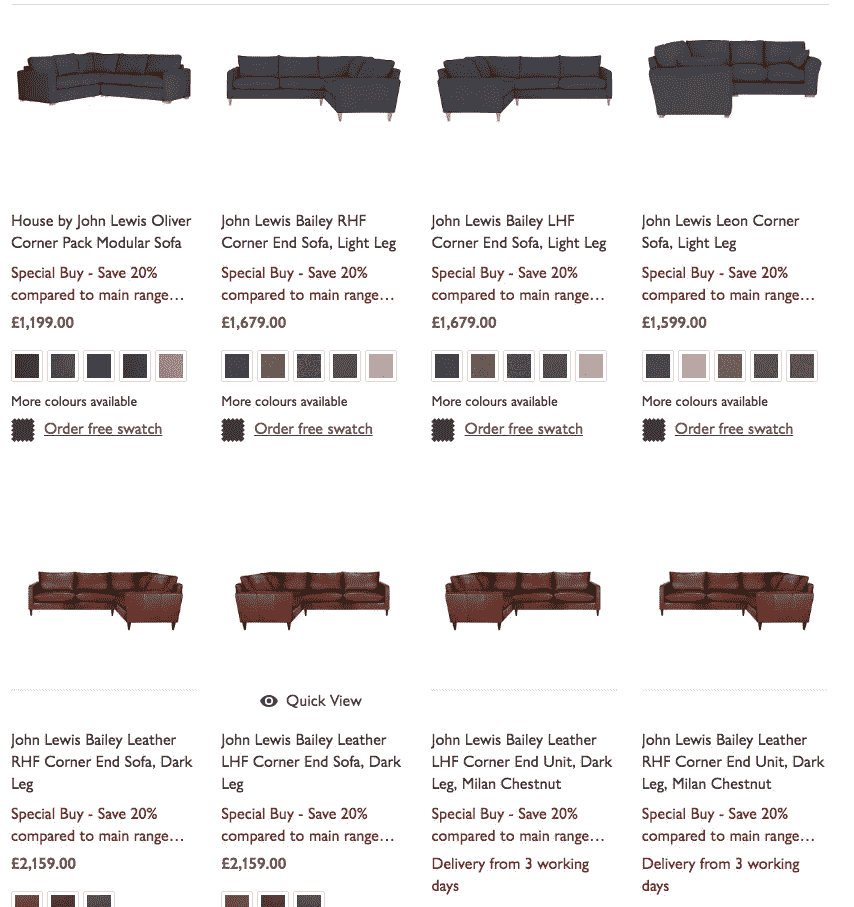 House by John Lewis Oliver
Corner Pack Modular Sofa
Special Buy - Save 20%
compared to main range…
£1,199.00
More colours available
Order free swatch
John Lewis Bailey RHF
Corner End Sofa, Light Leg
Special Buy - Save 20%
compared to main range…
£1,679.00
More colours available
Order free swatch
John Lewis Bailey LHF
Corner End Sofa, Light Leg
Special Buy - Save 20%
compared to main range…
£1,679.00
More colours available
Order free swatch
John Lewis Leon Corner
Sofa, Light Leg
Special Buy - Save 20%
compared to main range…
£1,599.00
More colours available
Order free swatch
John Lewis Bailey Leather
RHF Corner End Sofa, Dark
Leg
Special Buy - Save 20%
compared to main range…
£2,159.00
Quick View
John Lewis Bailey Leather
LHF Corner End Sofa, Dark
Leg
Special Buy - Save 20%
compared to main range…
£2,159.00
John Lewis Bailey Leather
LHF Corner End Unit, Dark
Leg, Milan Chestnut
Special Buy - Save 20%
compared to main range…
Delivery from 3 working
days
John Lewis Bailey Leather
RHF Corner End Unit, Dark
Leg, Milan Chestnut
Special Buy - Save 20%
compared to main range…
Delivery from 3 working
days